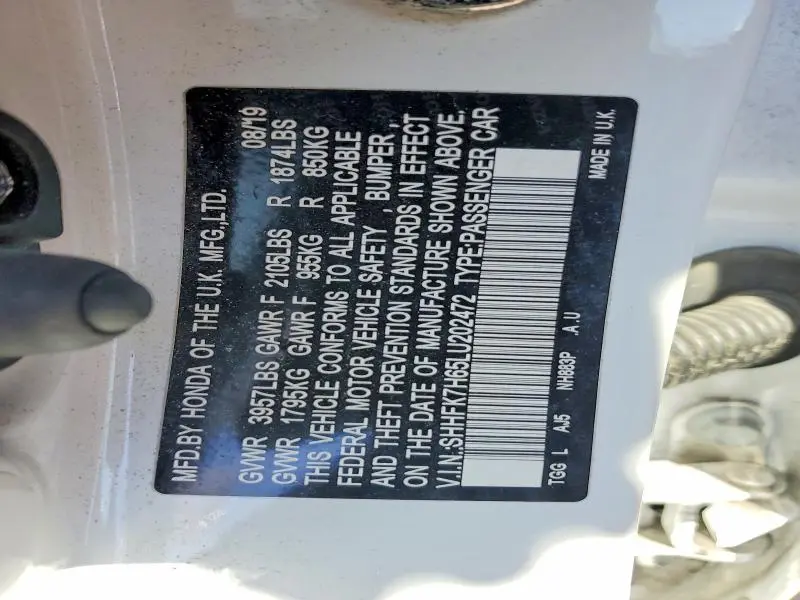 MFD.BY HONDA OF THE U.K. MFG.,LTD.
08/19
GVWR 3957LBS GAWR F 2105LBS R 1874LBS
GVWR 1795KG GAWR F 955KG R 850KG
THIS VEHICLE CONFORMS TO ALL APPLICABLE
FEDERAL MOTOR VEHICLE SAFETY , BUMPER ,
AND THEFT PREVENTION STANDARDS IN EFFECT
ON THE DATE OF MANUFACTURE SHOWN ABOVE.
V.I.N.:SHHFK7H65LU202472 TYPE:PASSENGER CAR
TGG L AJ5 NH883P .A.U
MADE IN U.K.